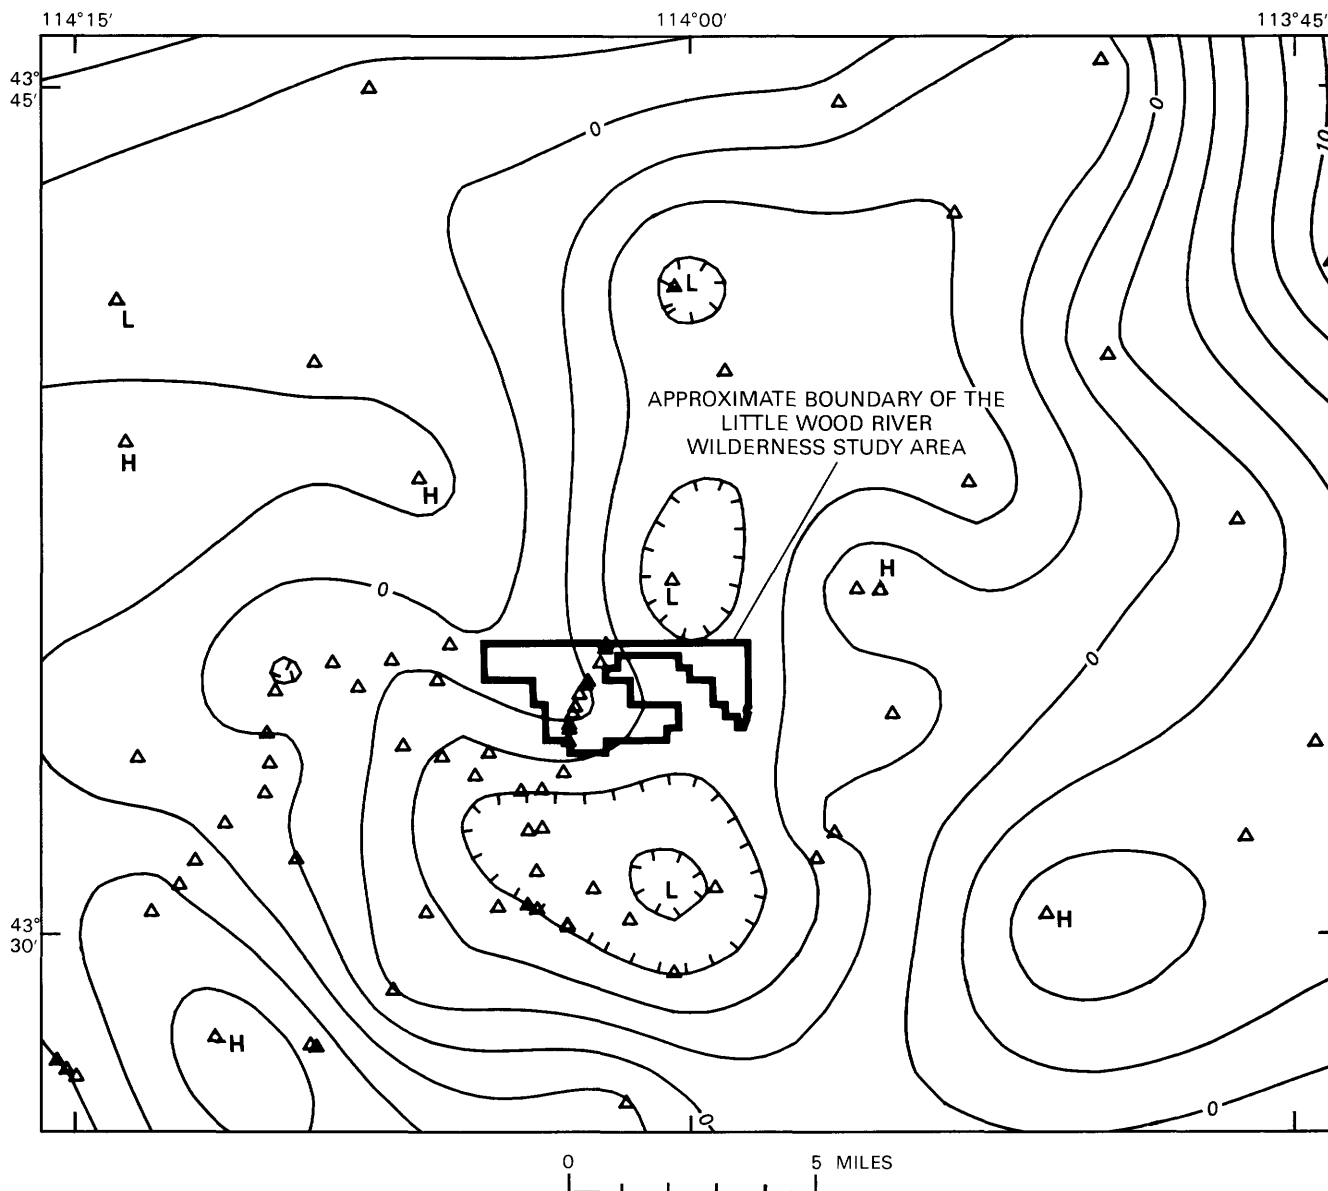 114°15′ 114°00′ 113°45′
43°
45′
0
0
10
L
L
APPROXIMATE BOUNDARY OF THE
LITTLE WOOD RIVER
WILDERNESS STUDY AREA
H
H
H
0
L
0
L
H
43°
30′
H
0
0
0 5 MILES